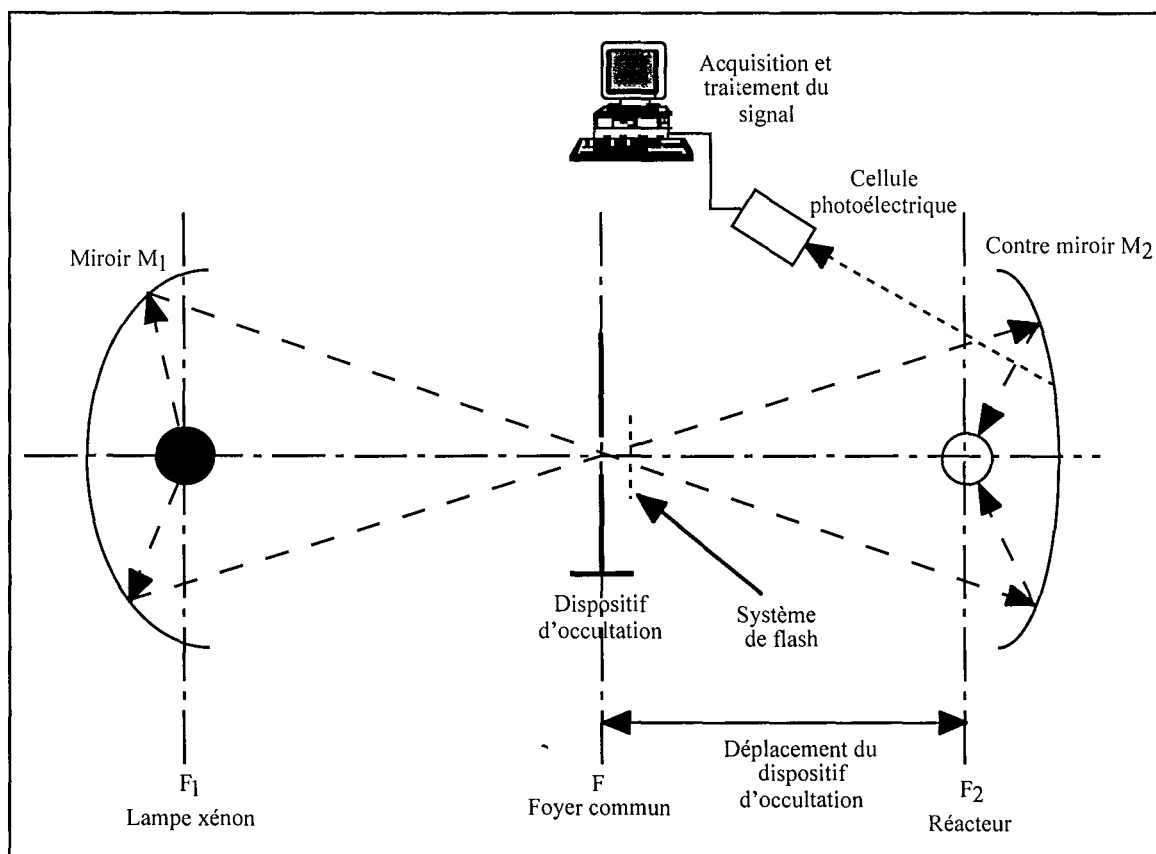 Acquisition et
traitement du
signal
Cellule
photoélectrique
Miroir M1
Contre miroir M2
Dispositif
d'occultation
Système
de flash
Déplacement du
dispositif
d'occultation
F1
Lampe xénon
F
Foyer commun
F2
Réacteur